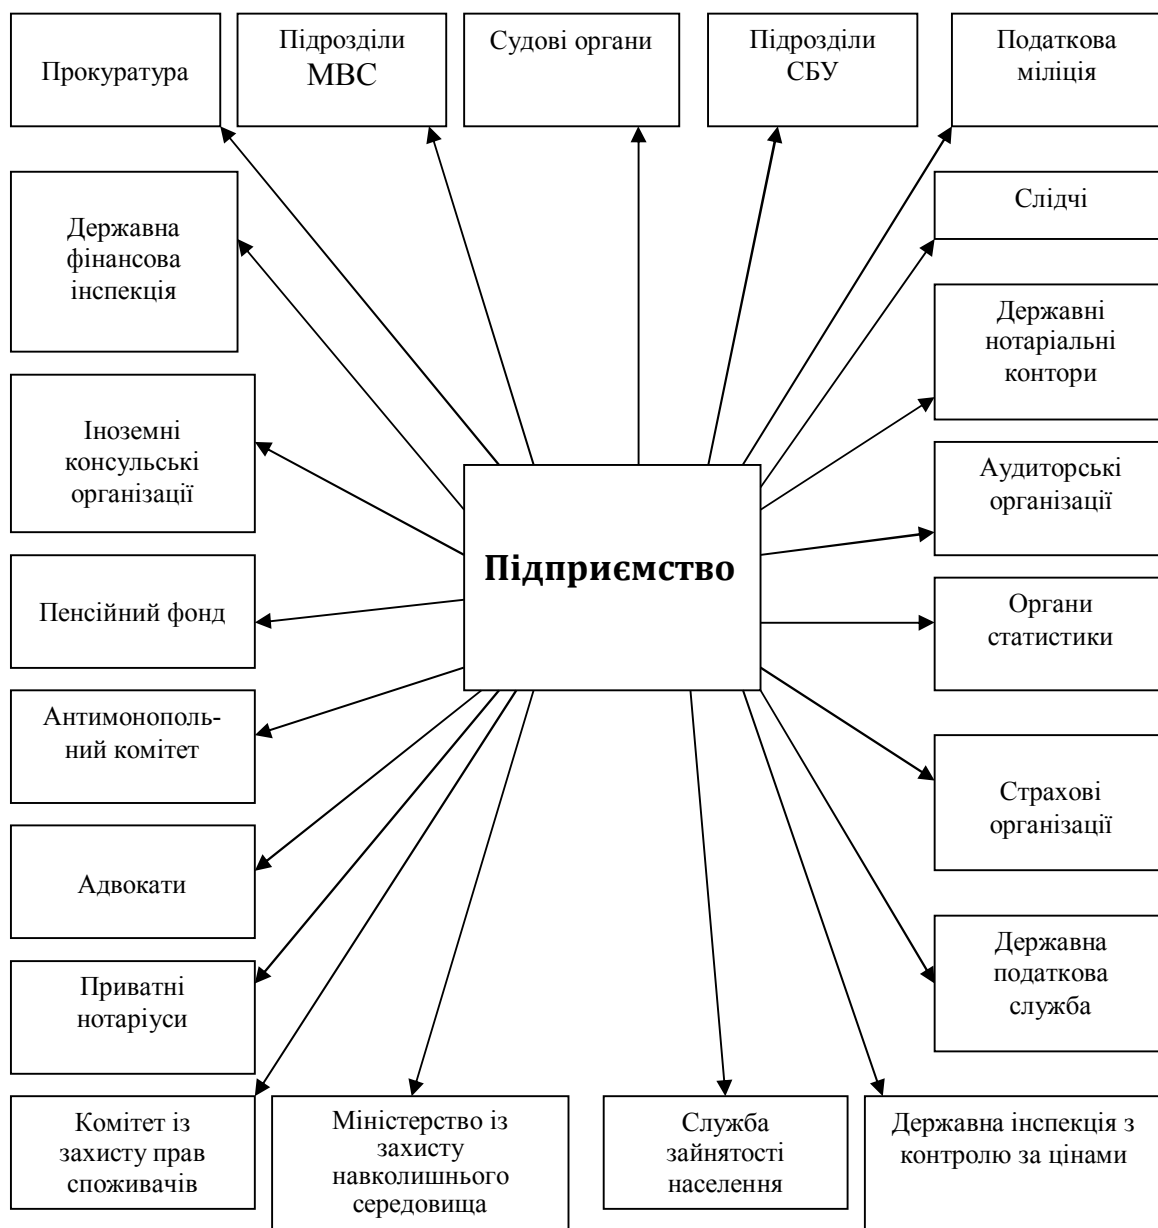 Прокуратура
Підрозділи
МВС
Судові органи
Підрозділи
СБУ
Податкова
міліція
Державна
фінансова
інспекція
Слідчі
Державні
нотаріальні
контори
Іноземні
консульські
організації
Аудиторські
організації
Підприємство
Пенсійний фонд
Органи
статистики
Антимонополь-
ний комітет
Страхові
організації
Адвокати
Державна
податкова
служба
Приватні
нотаріуси
Комітет із
захисту прав
споживачів
Міністерство із
захисту
навколишнього
середовища
Служба
зайнятості
населення
Державна інспекція з
контролю за цінами